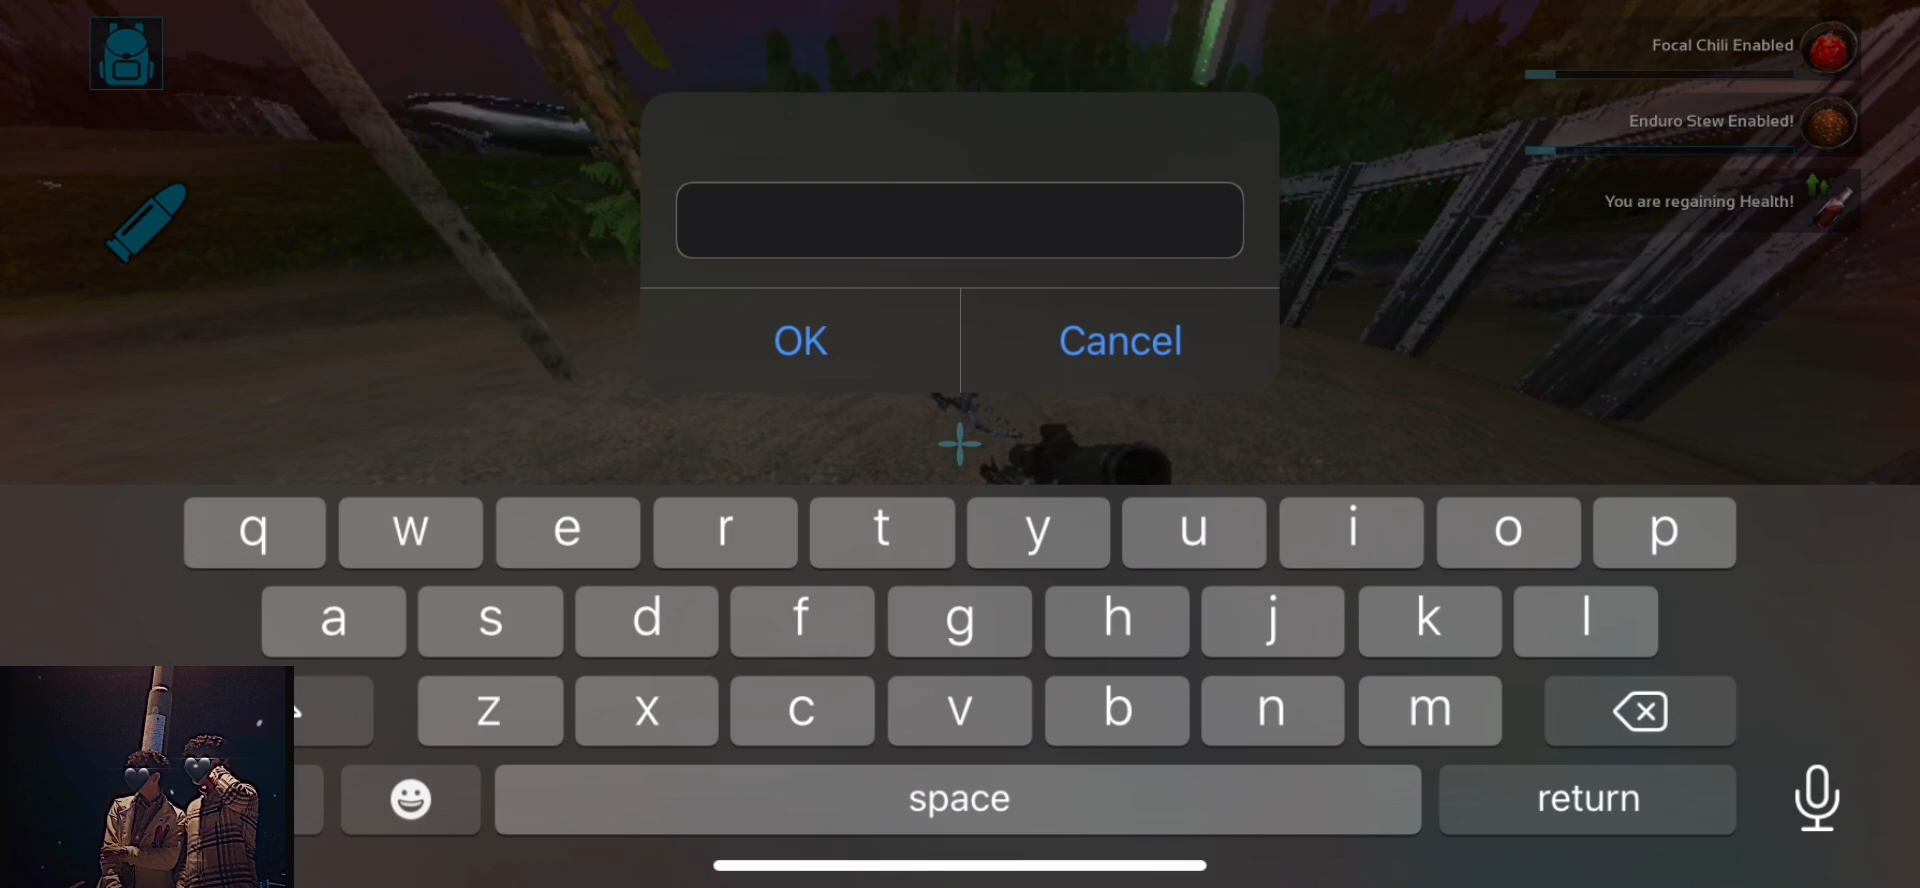 Focal Chili Enabled
Enduro Stew Enabled!
You are regaining Health!
OK
Cancel
q w e r t y u i o p
a s d f g h j k l
z x c v b n m
space
return